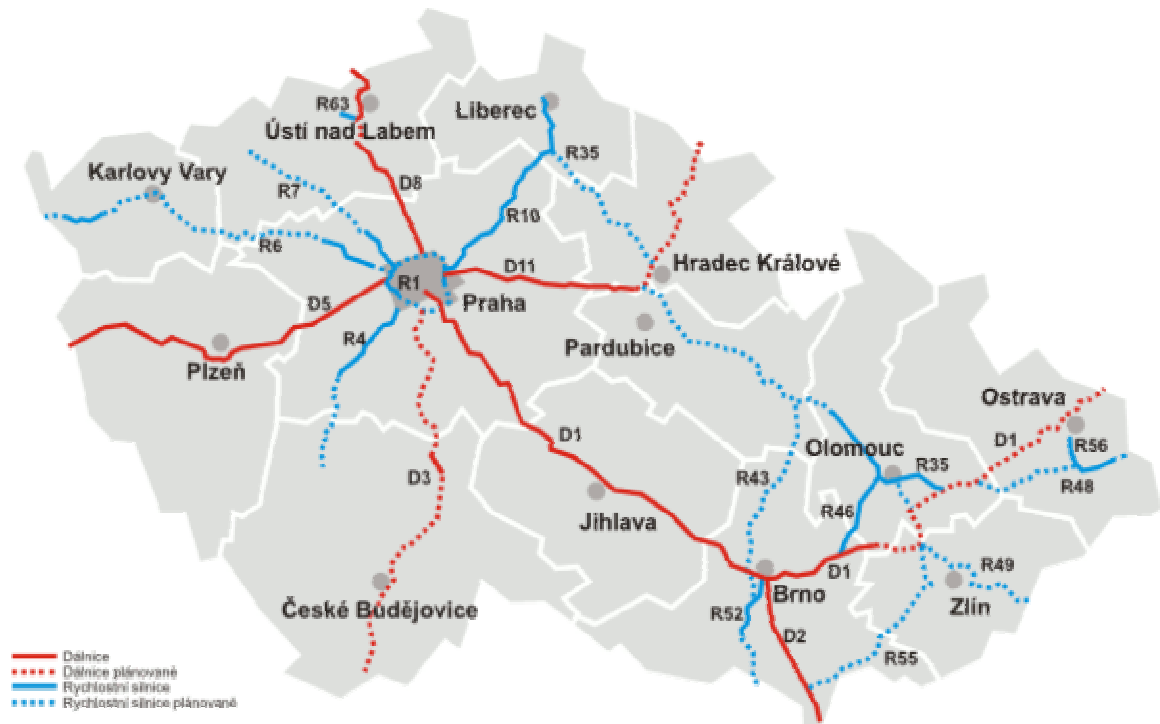 R63
Liberec
Ústí nad Labem
R35
Karlovy Vary
D8
R7
R10
R6
D11
Hradec Králové
R1
D5
Praha
R4
Pardubice
Plzeň
Ostrava
D1
D1
R56
Olomouc
R35
D3
R43
R48
R46
Jihlava
D1
R49
Brno
Zlín
České Budějovice
R52
D2
R55
Dálnice
Dálnice plánované
Rychlostní silnice
Rychlostní silnice plánované